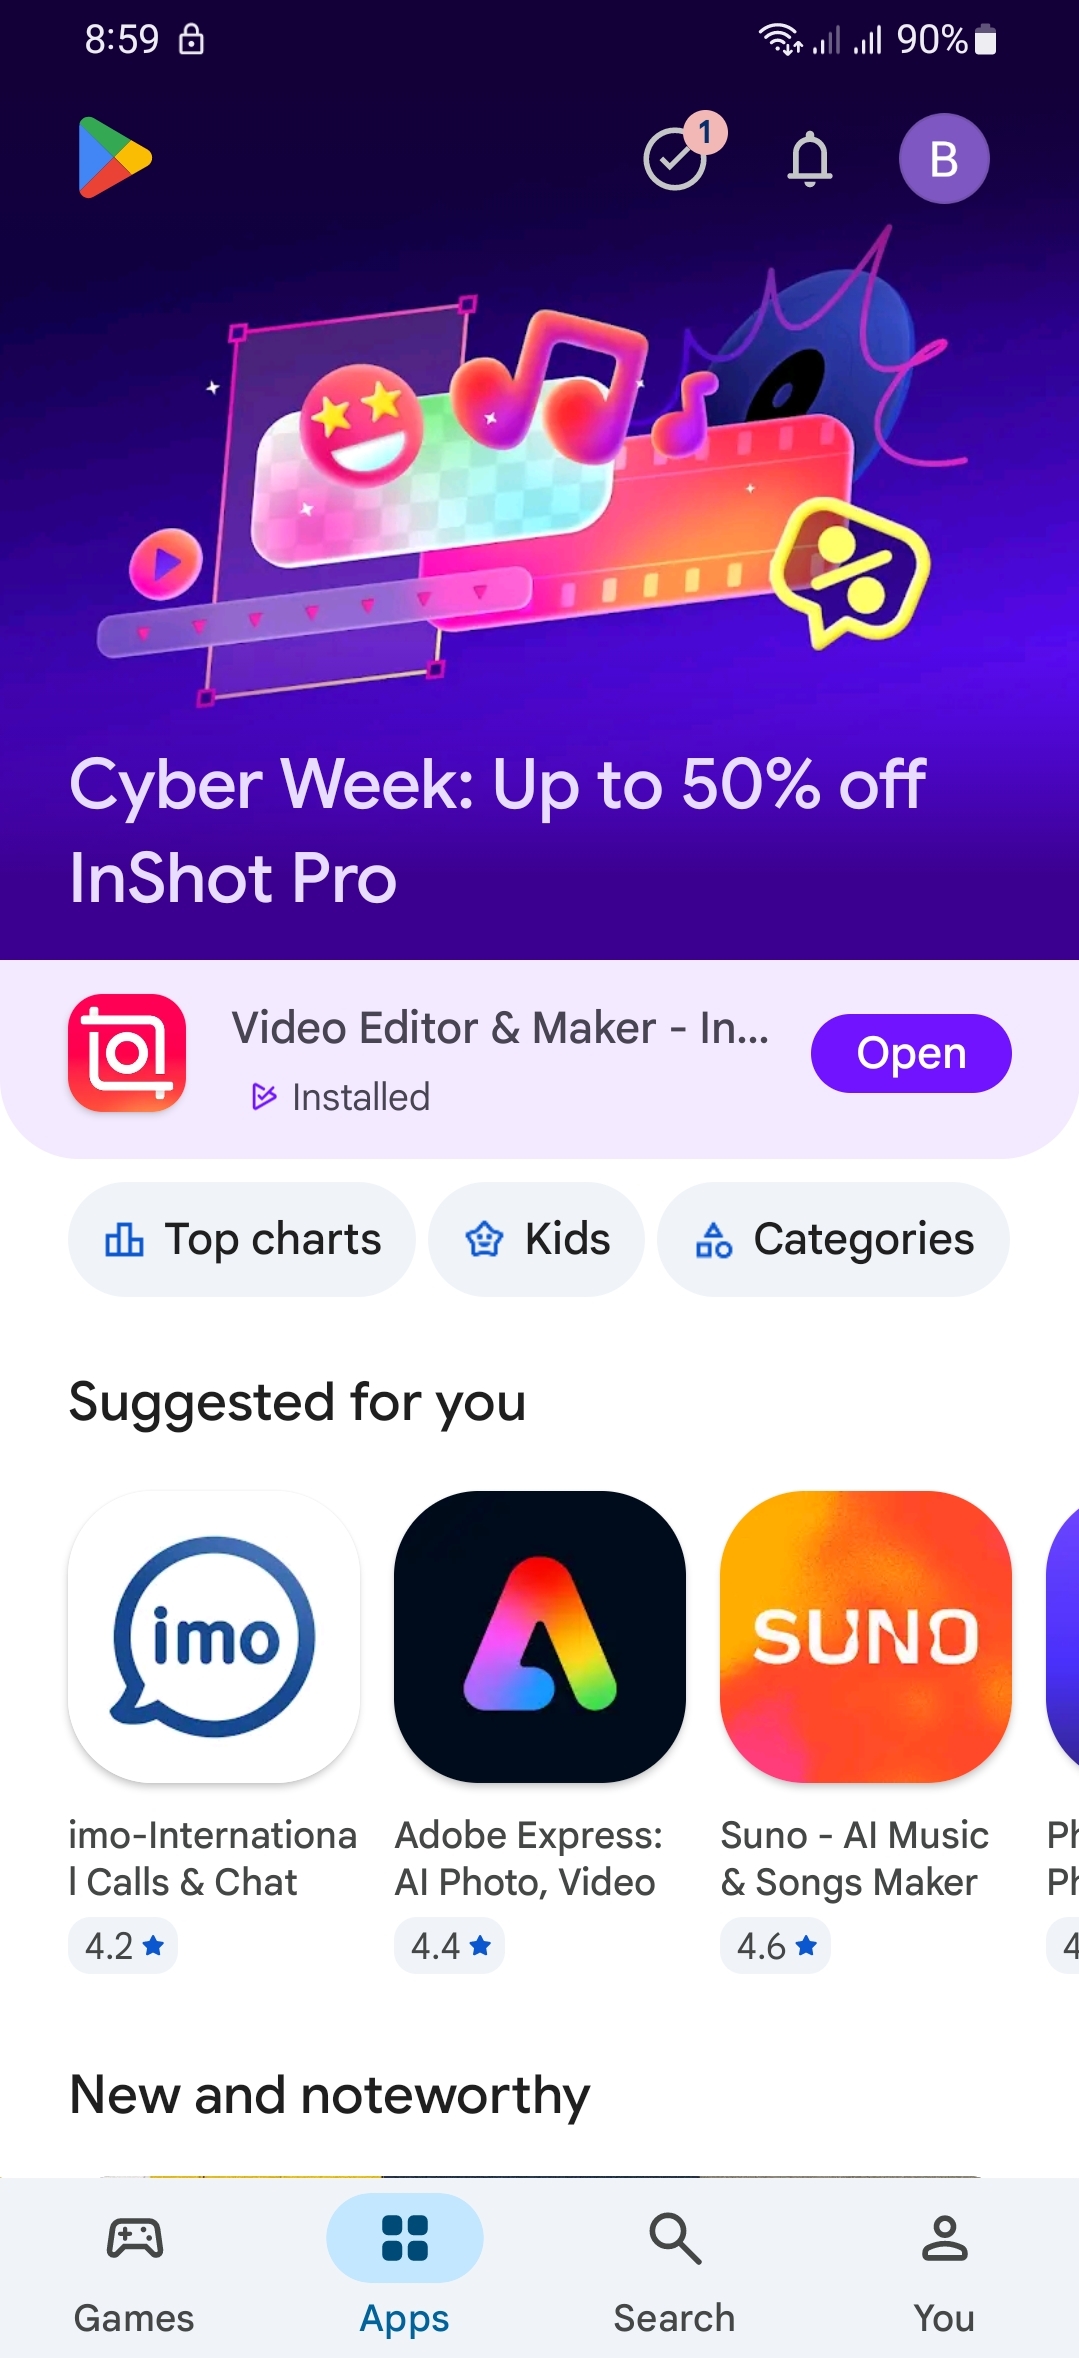 8:59
90%
1
B
Cyber Week: Up to 50% off
InShot Pro
Video Editor & Maker - In...
Installed
Open
Top charts
Kids
Categories
Suggested for you
imo
SUNO
imo-Internationa
l Calls & Chat
4.2
Adobe Express:
AI Photo, Video
4.4
Suno - AI Music
& Songs Maker
4.6
New and noteworthy
Games
Apps
Search
You